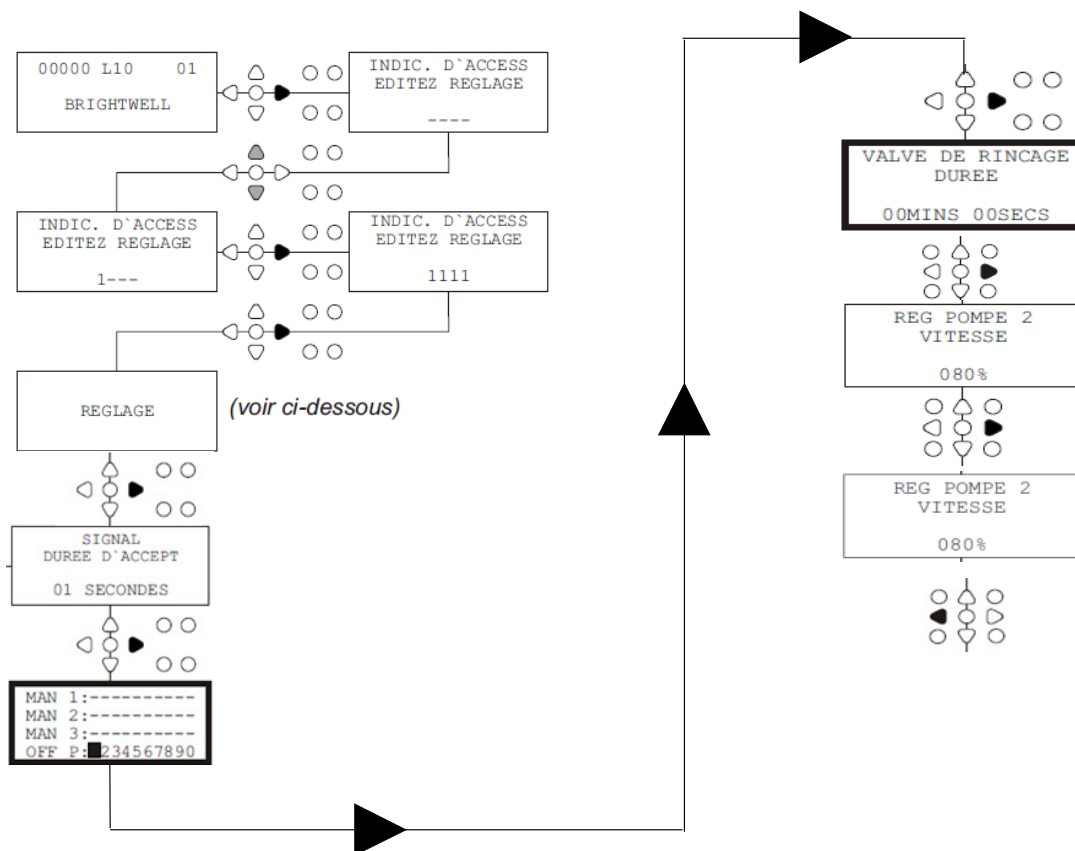 00000 L10 01
BRIGHTWELL
INDIC. D`ACCESS
EDITEZ REGLAGE
----
INDIC. D`ACCESS
EDITEZ REGLAGE
1---
INDIC. D`ACCESS
EDITEZ REGLAGE
1111
REGLAGE
(voir ci-dessous)
SIGNAL
DUREE D`ACCEPT
01 SECONDES
MAN 1:----------
MAN 2:----------
MAN 3:----------
OFF P:█234567890
VALVE DE RINCAGE
DUREE
00MINS 00SECS
REG POMPE 2
VITESSE
080%
REG POMPE 2
VITESSE
080%